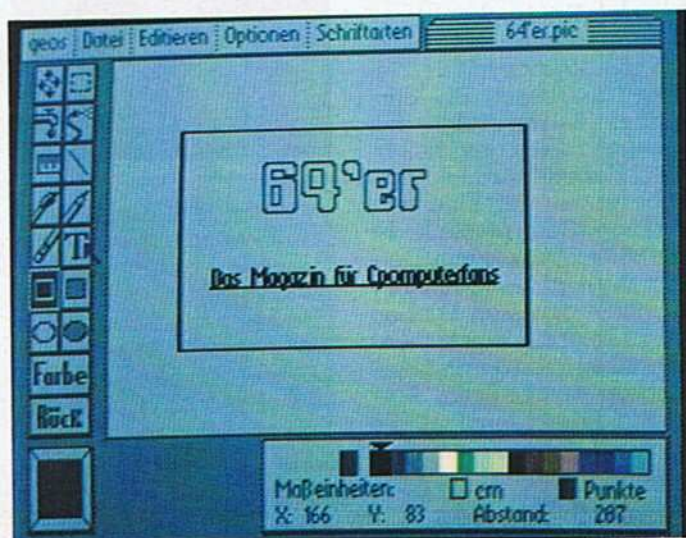 geos Datei Editieren Optionen Schriftarten 64'er.pic
64'er
Das Magazin für Cpomputerfans
T
Farbe
Rück
Maßeinheiten: cm Punkte
X: 166 Y: 83 Abstand: 287